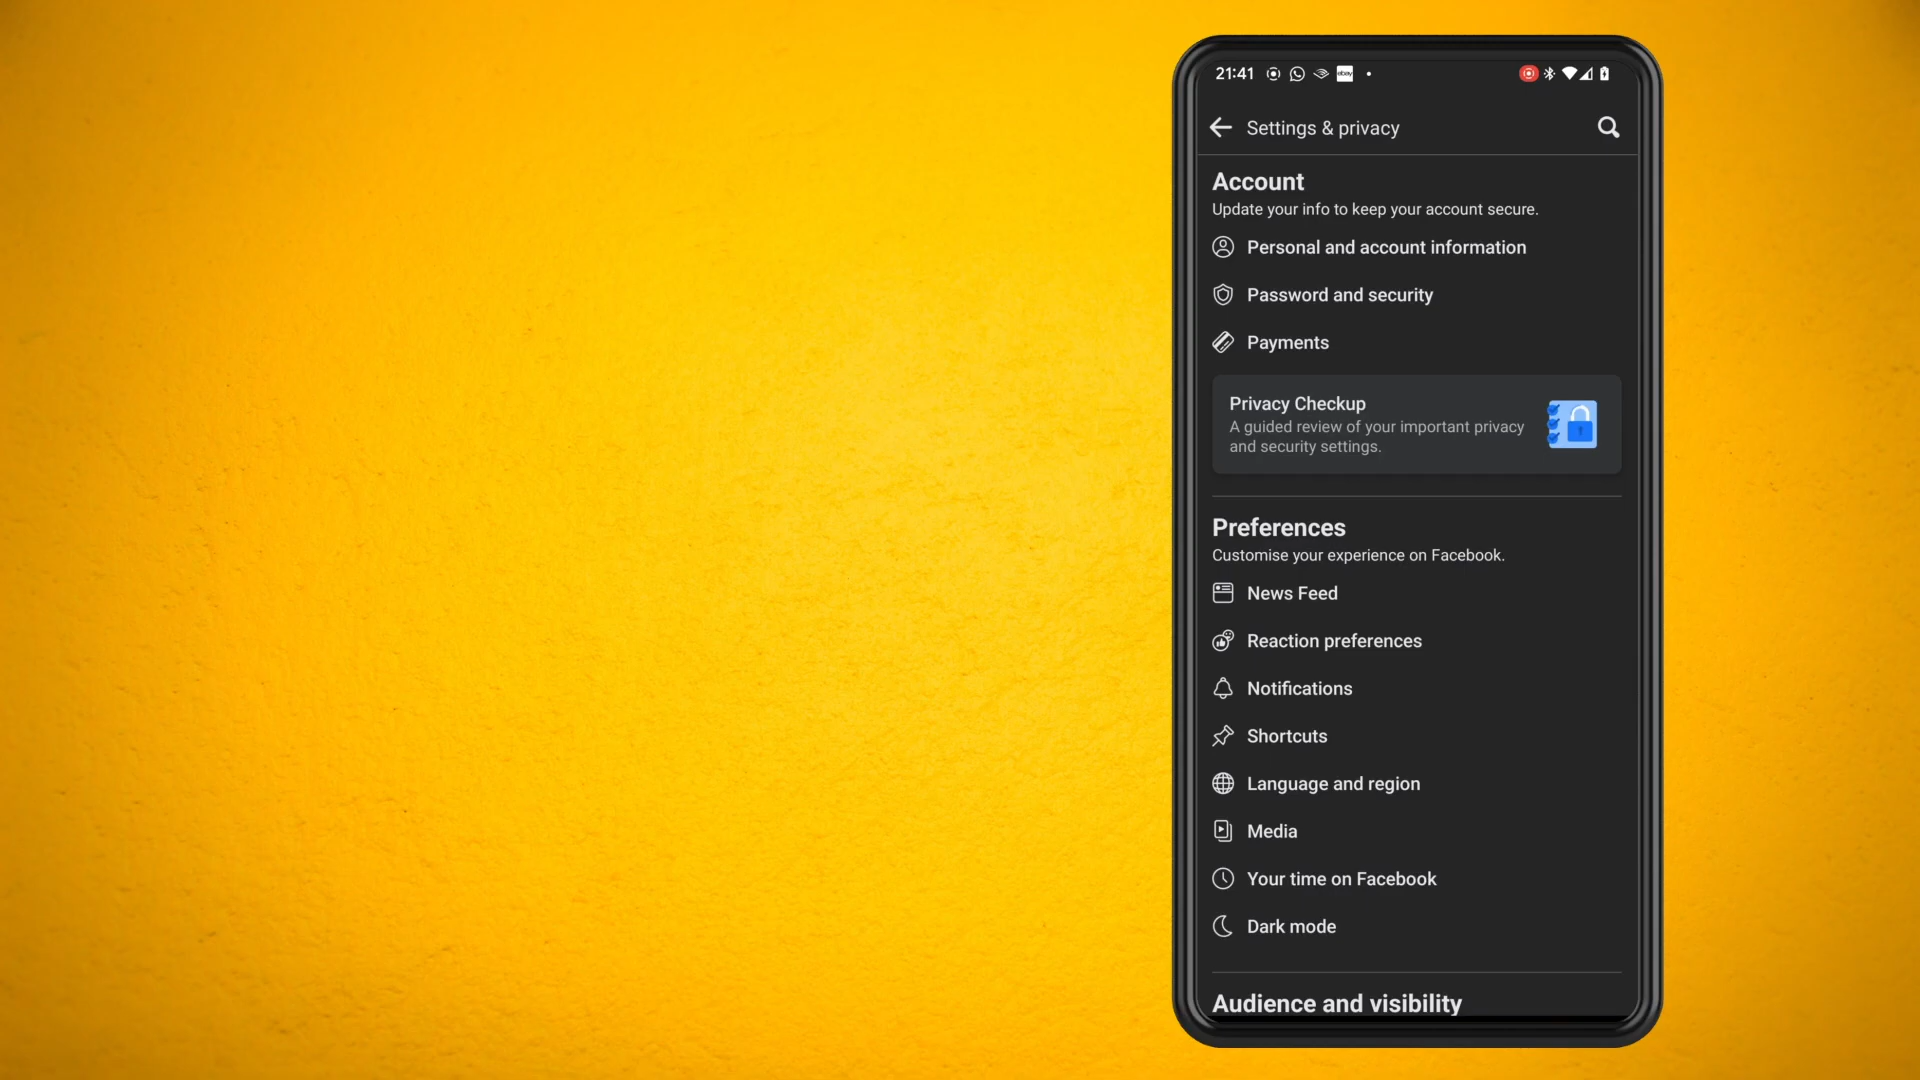 21:41
ebay
Settings & privacy
Account
Update your info to keep your account secure.
Personal and account information
Password and security
Payments
Privacy Checkup
A guided review of your important privacy
and security settings.
Preferences
Customise your experience on Facebook.
News Feed
Reaction preferences
Notifications
Shortcuts
Language and region
Media
Your time on Facebook
Dark mode
Audience and visibility